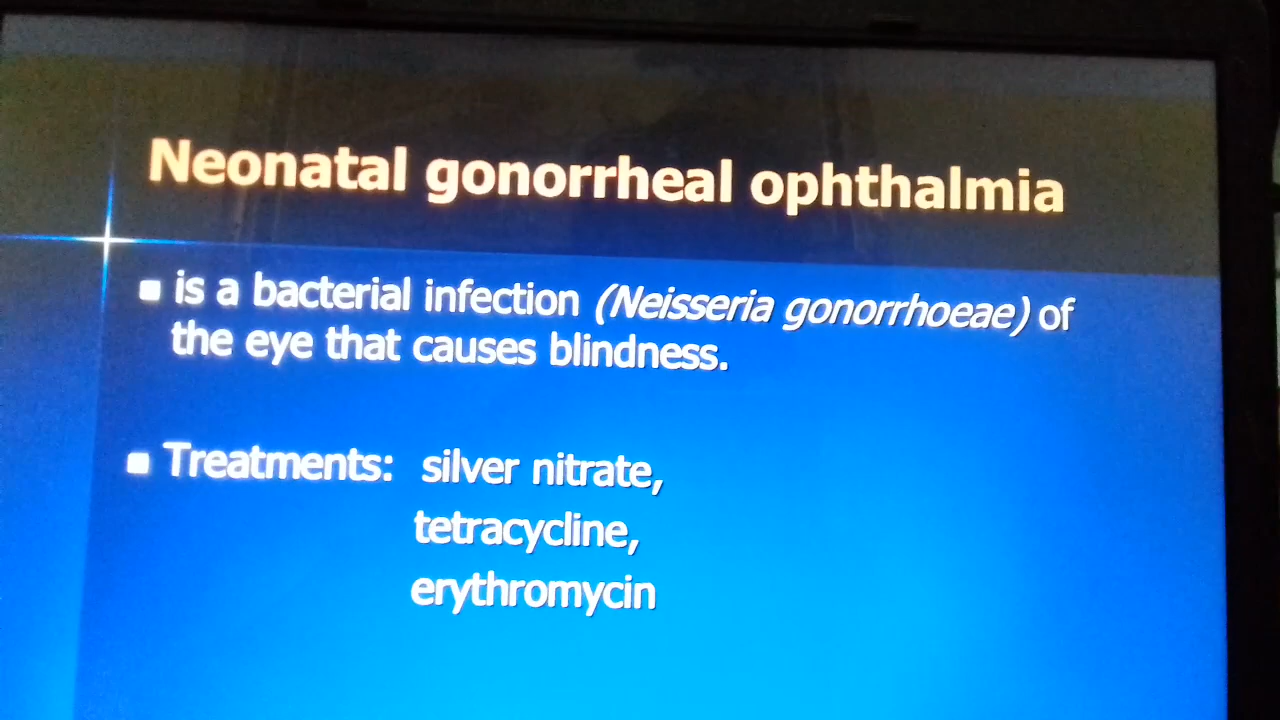 Neonatal gonorrheal ophthalmia
is a bacterial infection (Neisseria gonorrhoeae) of
the eye that causes blindness.
Treatments: silver nitrate,
tetracycline,
erythromycin